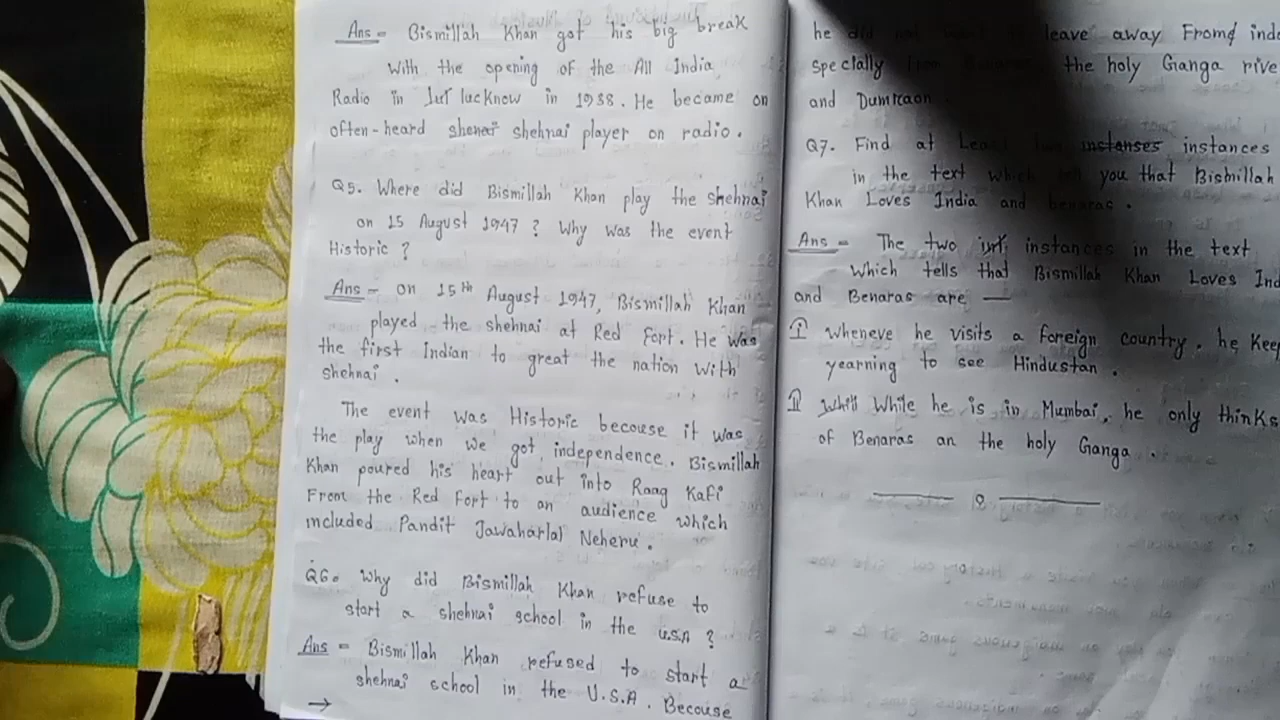 Ans = Bismillah Khan got his big break
With the opening of the All India
Radio in lucknow in 1938. He became on
often-heard shehnai player on radio.
Q5. Where did Bismillah Khan play the shehnai
on 15 August 1947 ? Why was the event
Historic ?
Ans - on 15th August 1947, Bismillah Khan
played the shehnai at Red Fort. He was
the first Indian to great the nation with
shehnai.
The event was Historic becouse it was
the play when we got independence. Bismillah
Khan poured his heart out into Raag Kafi
From the Red Fort to an audience which
included Pandit Jawaharlal Neheru.
Q6. Why did Bismillah Khan refuse to
start a shehnai school in the U.S.A ?
Ans = Bismillah Khan refused to start a
shehnai school in the U.S.A. Becouse
→
he did leave away From ind
specially the holy Ganga rive
and Dumraon
Q7. Find at instenses instances
in the text you that Bismillah
Khan Loves India and benaras.
Ans = The two instances in the text
Which tells that Bismillah Khan Loves Ind
and Benaras are —
I Wheneve he visits a foreign country. he Keep
yearning to see Hindustan.
II Whill While he is in Mumbai, he only thinks
of Benaras an the holy Ganga.